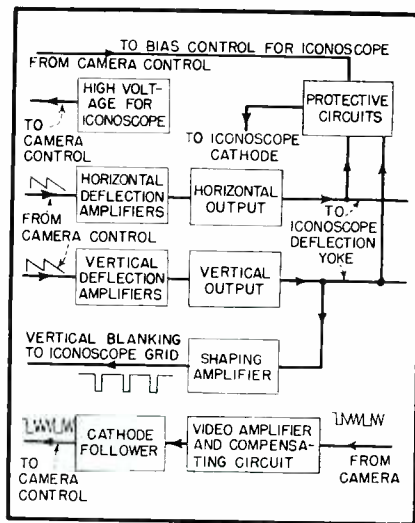 TO BIAS CONTROL FOR ICONOSCOPE
FROM CAMERA CONTROL
HIGH VOLT-
AGE FOR
ICONOSCOPE
PROTECTIVE
CIRCUITS
TO
CAMERA
CONTROL
TO ICONOSCOPE
CATHODE
HORIZONTAL
DEFLECTION
AMPLIFIERS
HORIZONTAL
OUTPUT
FROM
CAMERA CONTROL
TO
ICONOSCOPE
DEFLECTION
YOKE
VERTICAL
DEFLECTION
AMPLIFIERS
VERTICAL
OUTPUT
VERTICAL BLANKING
TO ICONOSCOPE GRID
SHAPING
AMPLIFIER
CATHODE
FOLLOWER
VIDEO AMPLIFIER
AND COMPENSA-
TING CIRCUIT
TO
CAMERA
CONTROL
FROM
CAMERA